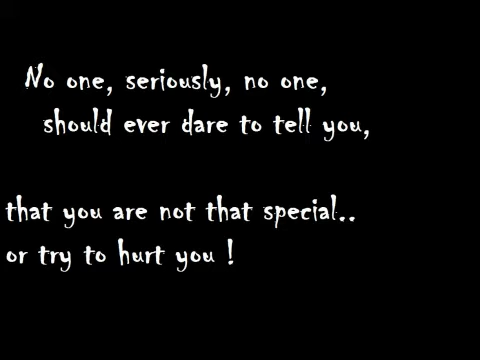 No one, seriously, no one,
should ever dare to tell you,
that you are not that special..
or try to hurt you !